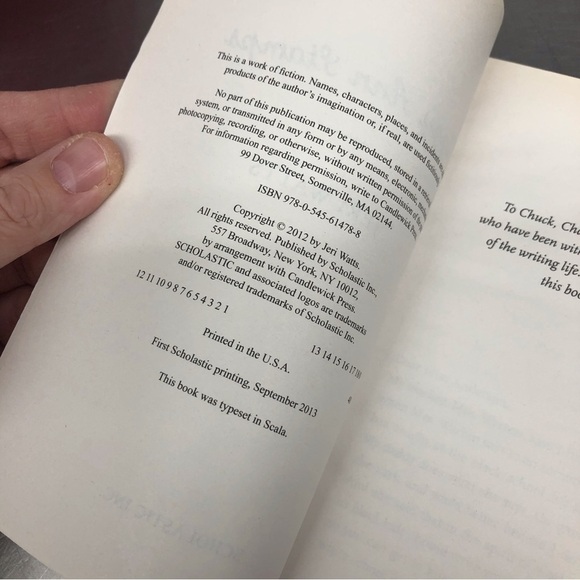 This is a work of fiction. Names, characters, places, and incidents
products of the author's imagination or, if real, are used
No part of this publication may be reproduced, stored in a
system, or transmitted in any form or by any means, electronic,
photocopying, recording, or otherwise, without written permission of
For information regarding permission, write to Candlewick
99 Dover Street, Somerville, MA 02144.
ISBN 978-0-545-61478-8
Copyright © 2012 by Jeri Watts.
All rights reserved. Published by Scholastic Inc.,
557 Broadway, New York, NY 10012,
by arrangement with Candlewick Press.
SCHOLASTIC and associated logos are trademarks
and/or registered trademarks of Scholastic Inc.
12 11 10 9 8 7 6 5 4 3 2 1 13 14 15 16 17
Printed in the U.S.A.
First Scholastic printing, September 2013
This book was typeset in Scala.
To Chuck,
who have been
of the writing life.
this